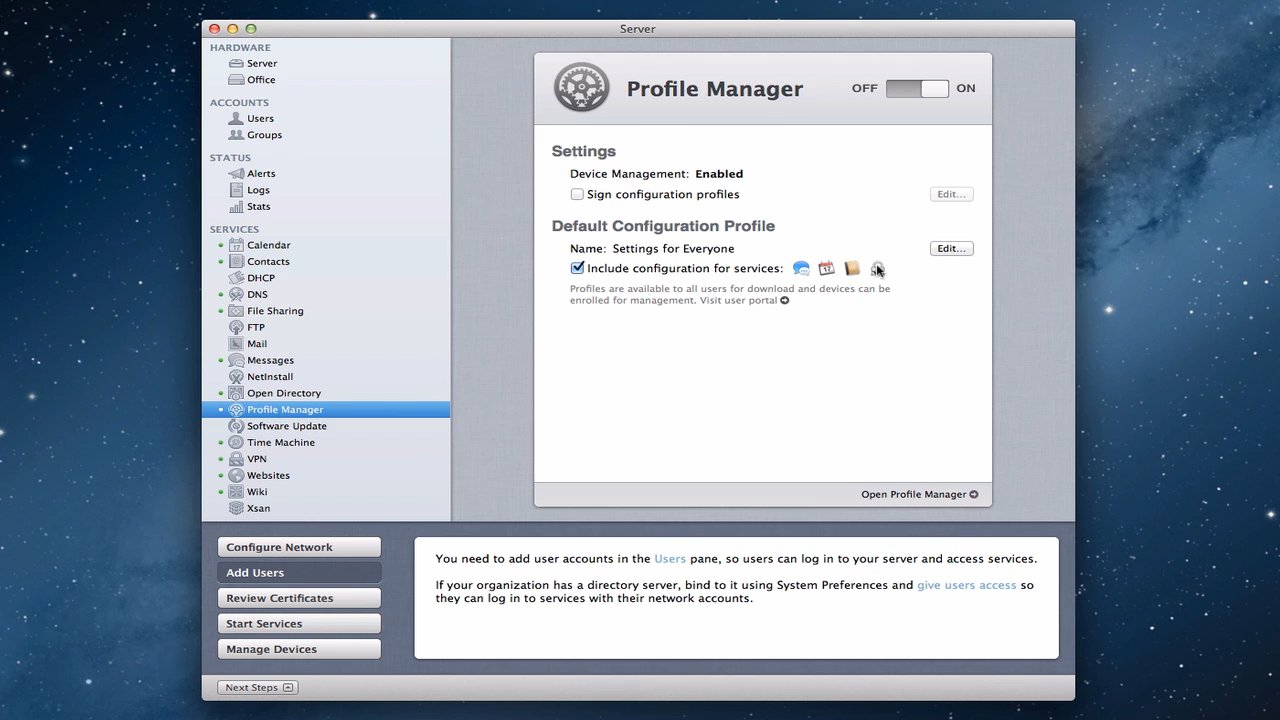 Server
HARDWARE
Server
Office
ACCOUNTS
Users
Groups
STATUS
Alerts
Logs
Stats
SERVICES
Calendar
Contacts
DHCP
DNS
File Sharing
FTP
Mail
Messages
NetInstall
Open Directory
Profile Manager
Software Update
Time Machine
VPN
Websites
Wiki
Xsan
Profile Manager
OFF ON
Settings
Device Management: Enabled
Sign configuration profiles Edit...
Default Configuration Profile
Name: Settings for Everyone Edit...
Include configuration for services: 17
Profiles are available to all users for download and devices can be
enrolled for management. Visit user portal
Open Profile Manager
Configure Network
Add Users
Review Certificates
Start Services
Manage Devices
You need to add user accounts in the Users pane, so users can log in to your server and access services.
If your organization has a directory server, bind to it using System Preferences and give users access so
they can log in to services with their network accounts.
Next Steps